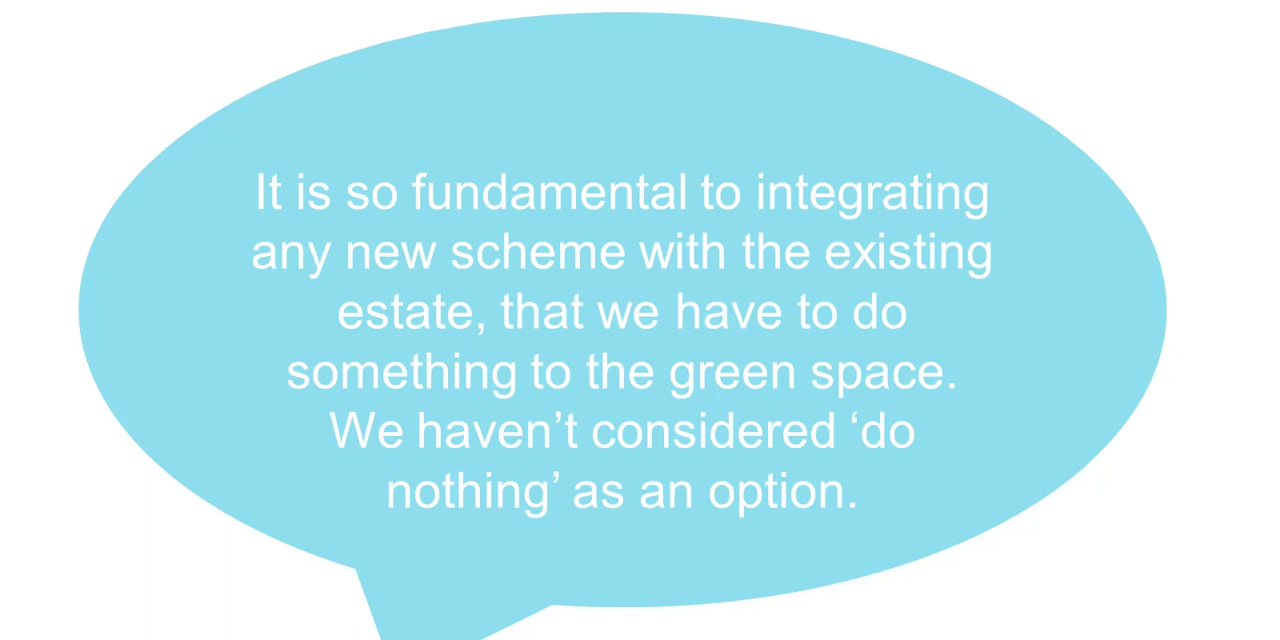 It is so fundamental to integrating
any new scheme with the existing
estate, that we have to do
something to the green space.
We haven’t considered ‘do
nothing’ as an option.